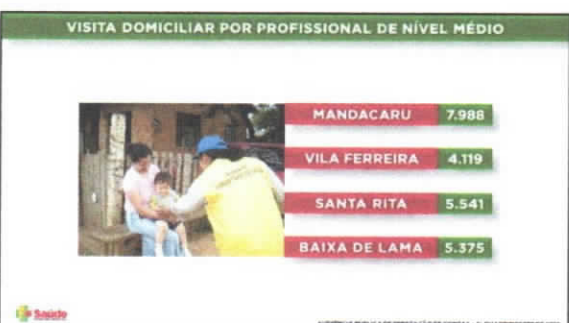 VISITA DOMICILIAR POR PROFISSIONAL DE NÍVEL MÉDIO
MANDACARU 7.988
VILA FERREIRA 4.119
SANTA RITA 5.541
BAIXA DE LAMA 5.375
Saúde